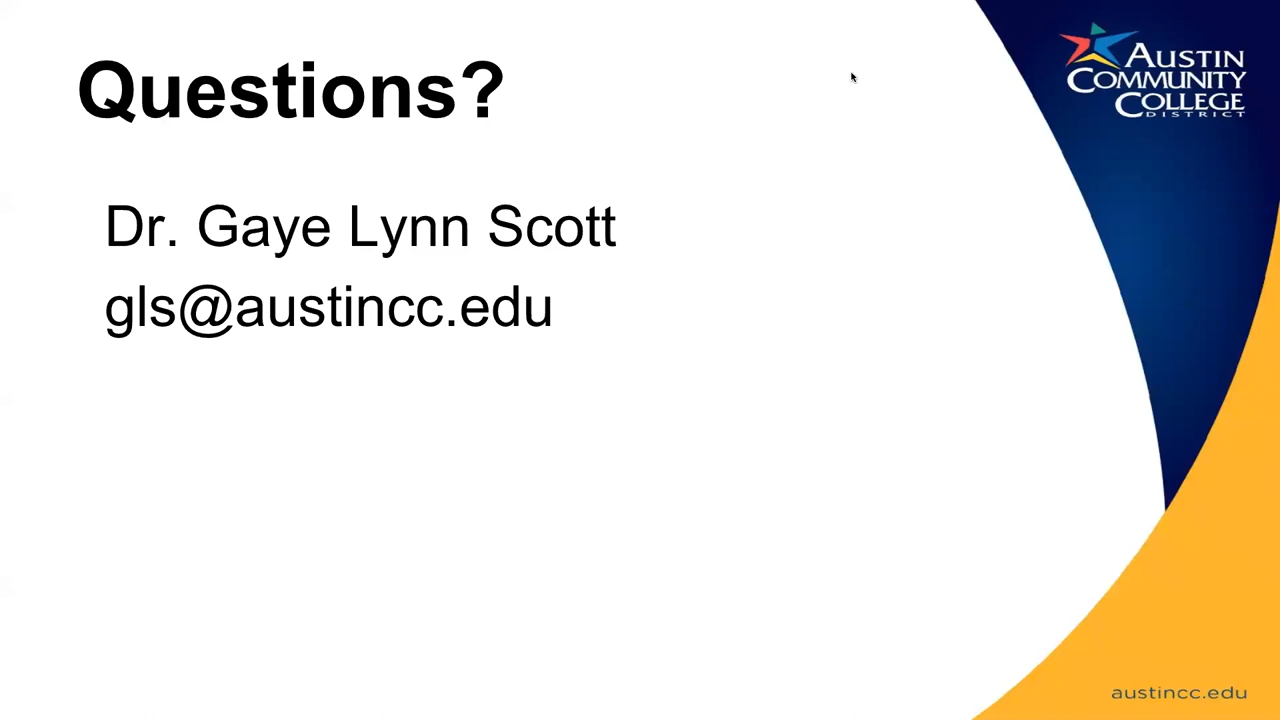 Questions?
Dr. Gaye Lynn Scott
gls@austincc.edu
AUSTIN
COMMUNITY
COLLEGE
DISTRICT
austincc.edu